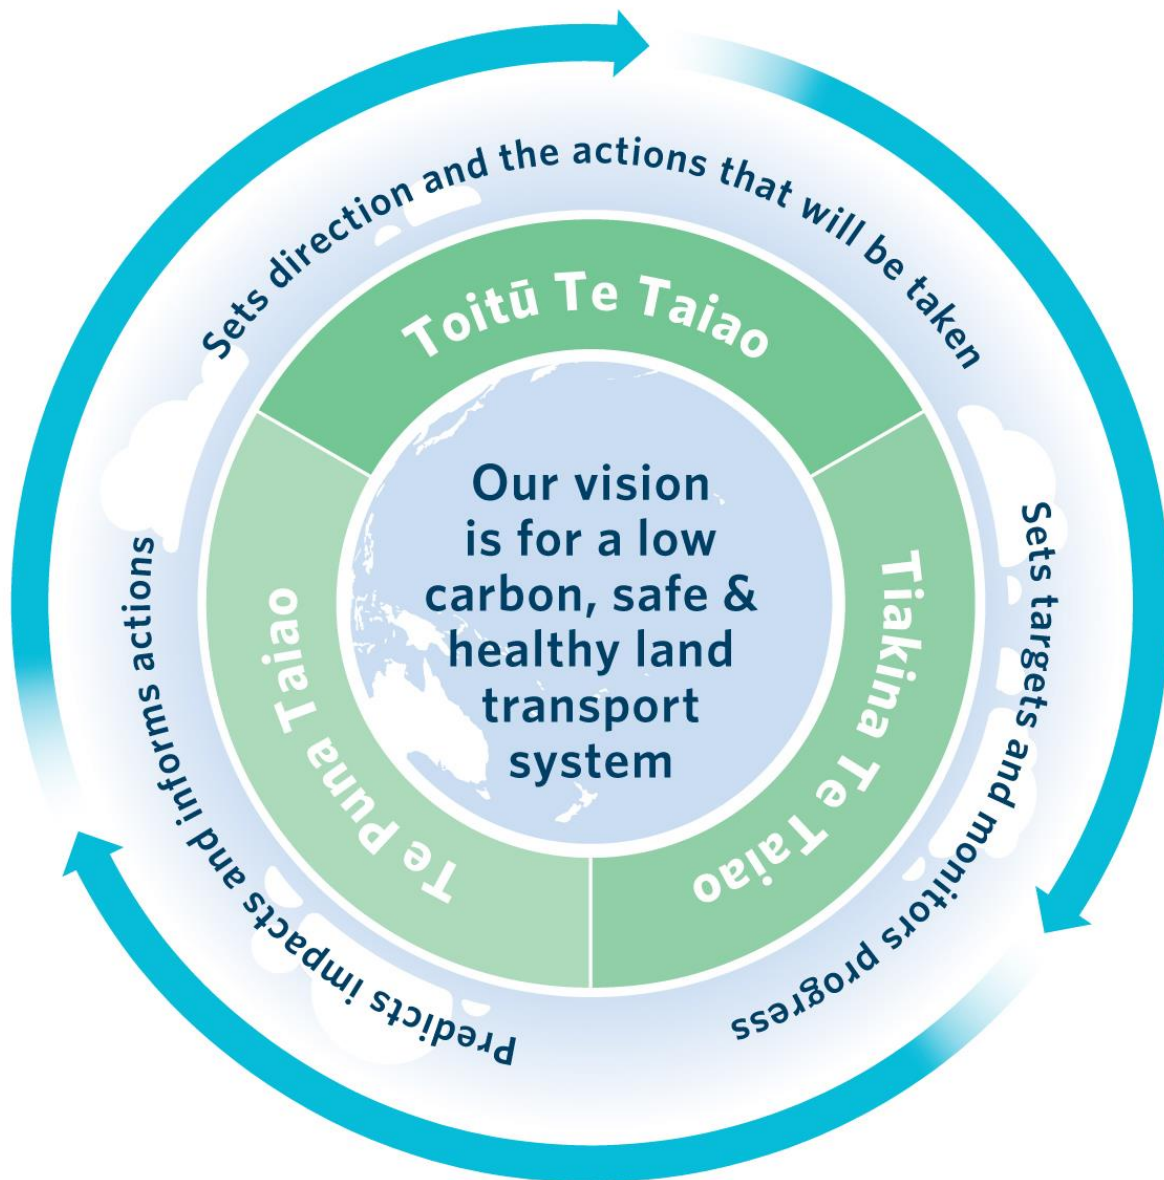 Sets direction and the actions that will be taken
Toitū Te Taiao
Our vision
is for a low
carbon, safe &
healthy land
transport
system
Tiakina Te Taiao
Sets targets and monitors progress
Te Puna Taiao
Predicts impacts and informs actions